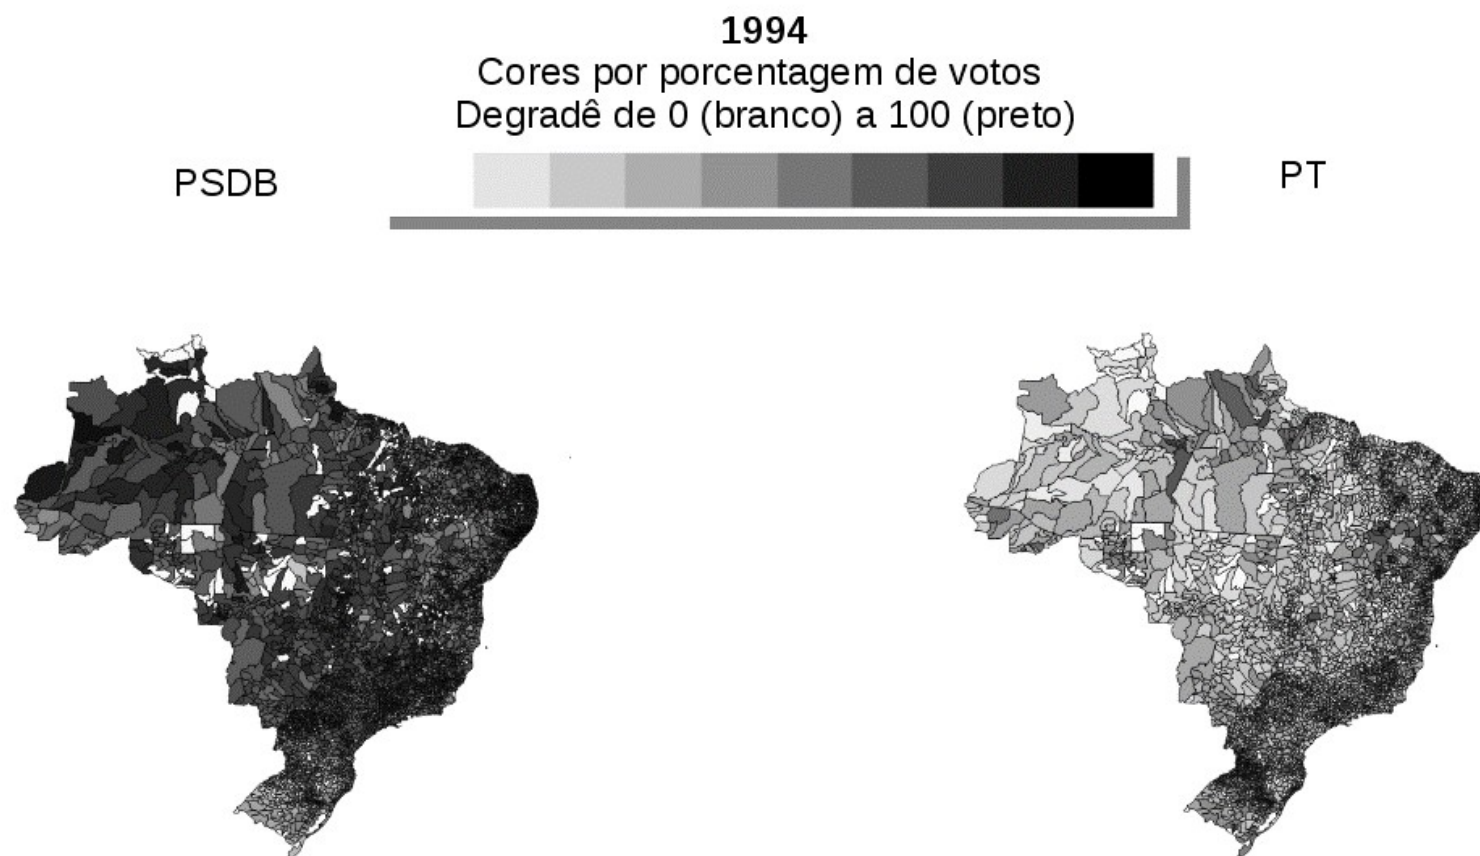 1994
Cores por porcentagem de votos
Degradê de 0 (branco) a 100 (preto)
PSDB
PT